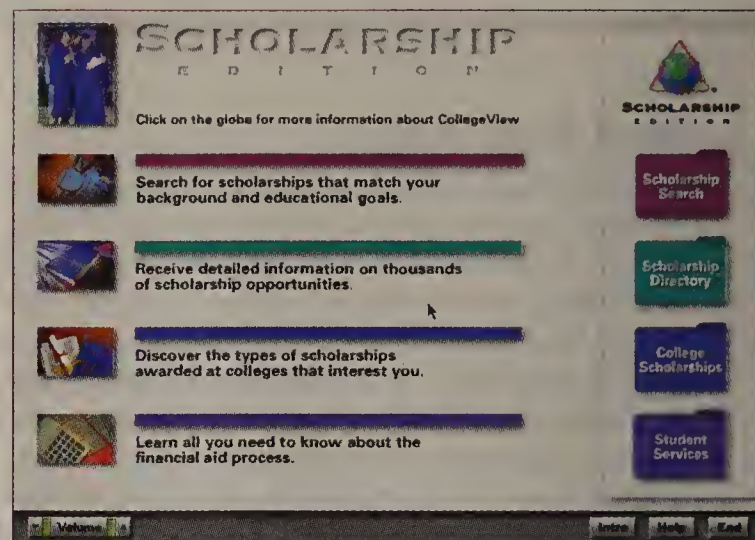 SCHOLARSHIP
EDITION
Click on the globe for more information about CollegeView
SCHOLARSHIP
EDITION
Search for scholarships that match your
background and educational goals.
Scholarship
Search
Receive detailed information on thousands
of scholarship opportunities.
Scholarship
Directory
Discover the types of scholarships
awarded at colleges that interest you.
College
Scholarships
Learn all you need to know about the
financial aid process.
Student
Services
Volume
Intro
Help
End